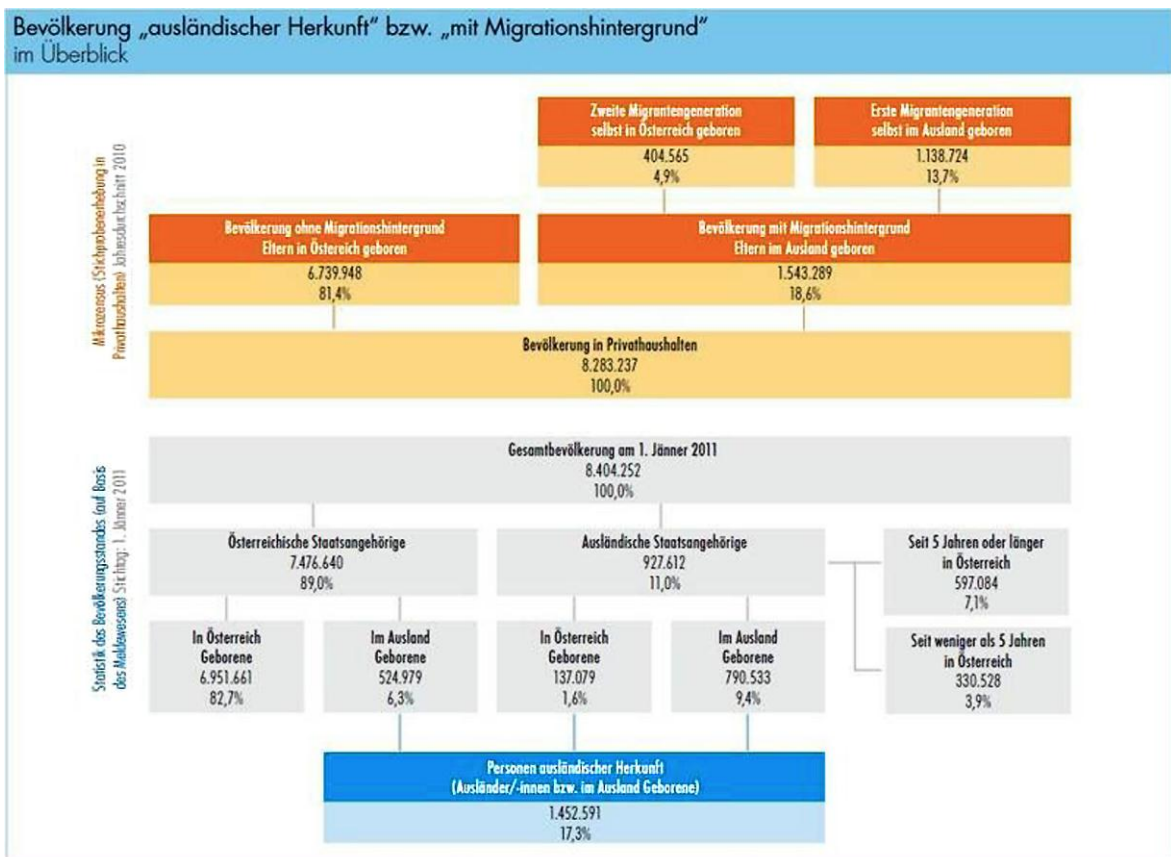 Bevölkerung „ausländischer Herkunft“ bzw. „mit Migrationshintergrund“
im Überblick
Mikrozensus (Stichprobenerhebung in
Privathaushalten) Jahresdurchschnitt 2010
Zweite Migrantengeneration
selbst in Österreich geboren
404.565
4,9%
Erste Migrantengeneration
selbst im Ausland geboren
1.138.724
13,7%
Bevölkerung ohne Migrationshintergrund
Eltern in Östereich geboren
6.739.948
81,4%
Bevölkerung mit Migrationshintergrund
Eltern im Ausland geboren
1.543.289
18,6%
Bevölkerung in Privathaushalten
8.283.237
100,0%
Statistik des Bevölkerungsstandes (auf Basis
des Meldewesens) Stichtag: 1. Jänner 2011
Gesamtbevölkerung am 1. Jänner 2011
8.404.252
100,0%
Österreichische Staatsangehörige
7.476.640
89,0%
Ausländische Staatsangehörige
927.612
11,0%
Seit 5 Jahren oder länger
in Österreich
597.084
7,1%
In Österreich
Geborene
6.951.661
82,7%
Im Ausland
Geborene
524.979
6,3%
In Österreich
Geborene
137.079
1,6%
Im Ausland
Geborene
790.533
9,4%
Seit weniger als 5 Jahren
in Österreich
330.528
3,9%
Personen ausländischer Herkunft
(Ausländer/-innen bzw. im Ausland Geborene)
1.452.591
17,3%